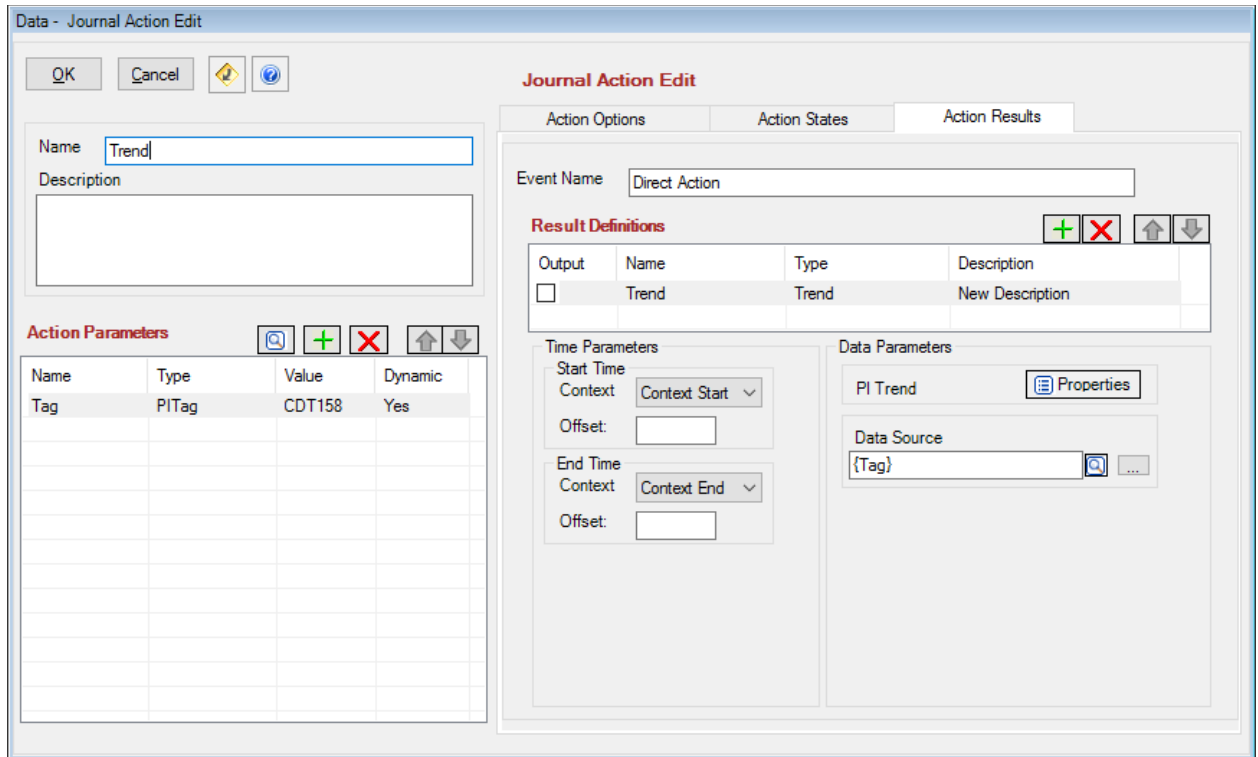 Data - Journal Action Edit
OK
Cancel
Name
Trend
Description
Action Parameters
Name Type Value Dynamic
Tag PITag CDT158 Yes
Journal Action Edit
Action Options Action States Action Results
Event Name Direct Action
Result Definitions
Output Name Type Description
Trend Trend New Description
Time Parameters
Start Time
Context Context Start
Offset:
End Time
Context Context End
Offset:
Data Parameters
PI Trend Properties
Data Source
{Tag} ...